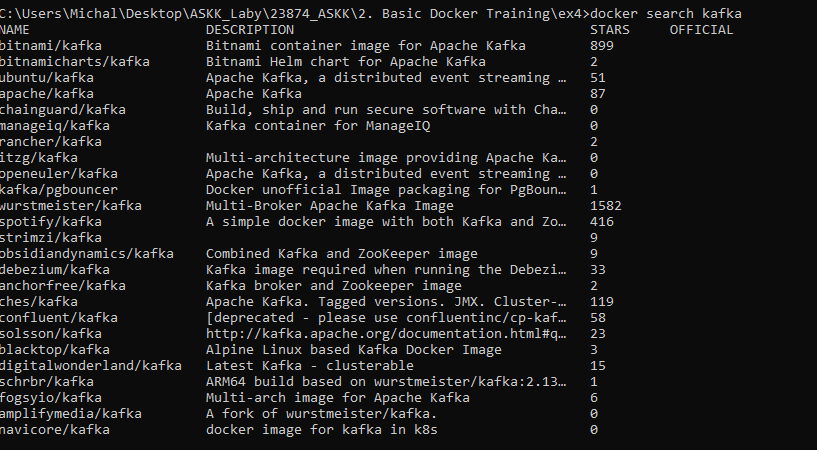 C:\Users\Michal\Desktop\ASKK_Laby\23874_ASKK\2. Basic Docker Training\ex4>docker search kafka
NAME DESCRIPTION STARS OFFICIAL
bitnami/kafka Bitnami container image for Apache Kafka 899
bitnamicharts/kafka Bitnami Helm chart for Apache Kafka 2
ubuntu/kafka Apache Kafka, a distributed event streaming … 51
apache/kafka Apache Kafka 87
chainguard/kafka Build, ship and run secure software with Cha… 0
manageiq/kafka Kafka container for ManageIQ 0
rancher/kafka 2
itzg/kafka Multi-architecture image providing Apache Ka… 0
openeuler/kafka Apache Kafka, a distributed event streaming … 0
kafka/pgbouncer Docker unofficial Image packaging for PgBoun… 1
wurstmeister/kafka Multi-Broker Apache Kafka Image 1582
spotify/kafka A simple docker image with both Kafka and Zo… 416
strimzi/kafka 9
obsidiandynamics/kafka Combined Kafka and ZooKeeper image 9
debezium/kafka Kafka image required when running the Debezi… 33
anchorfree/kafka Kafka broker and Zookeeper image 2
ches/kafka Apache Kafka. Tagged versions. JMX. Cluster-… 119
confluent/kafka [deprecated - please use confluentinc/cp-kaf… 58
solsson/kafka http://kafka.apache.org/documentation.html#q… 23
blacktop/kafka Alpine Linux based Kafka Docker Image 3
digitalwonderland/kafka Latest Kafka - clusterable 15
schrbr/kafka ARM64 build based on wurstmeister/kafka:2.13… 1
fogsyio/kafka Multi-arch image for Apache Kafka 6
amplifymedia/kafka A fork of wurstmeister/kafka. 0
navicore/kafka docker image for kafka in k8s 0